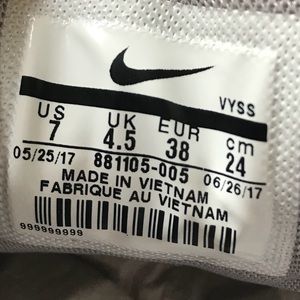 VYSS
US UK EUR cm
7 4.5 38 24
05/25/17 881105-005 06/26/17
MADE IN VIETNAM
FABRIQUE AU VIETNAM
999999999